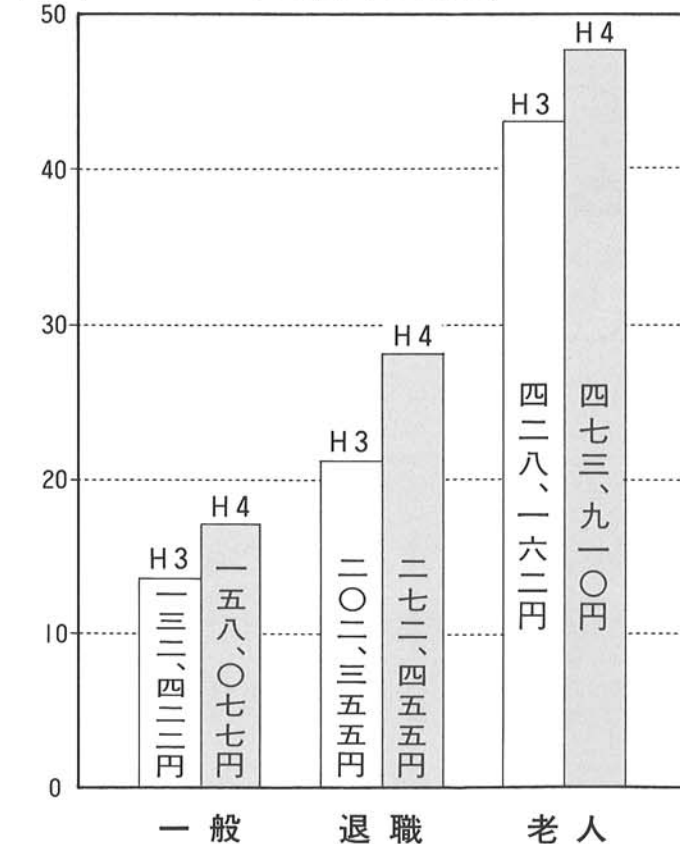 50
40
30
20
10
0
H3
一三二、四二二円
H4
一五八、〇七七円
H3
二〇二、三五五円
H4
二七二、四五五円
H3
四二八、一六二円
H4
四七三、九一〇円
一般
退職
老人